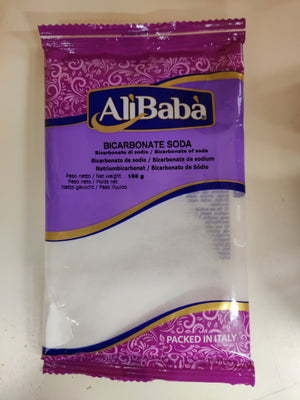 AliBabà
BICARBONATE SODA
Bicarbonato di sodio / Bicarbonate of soda
Bicarbonato de sodio / Bicarbonate de sodium
Natriumbicarbonat / Bicarbonato de Sódio
Peso netto / Net weight 100 g
Peso neto / Poids net
Netto gewicht / Peso líquido
PACKED IN ITALY